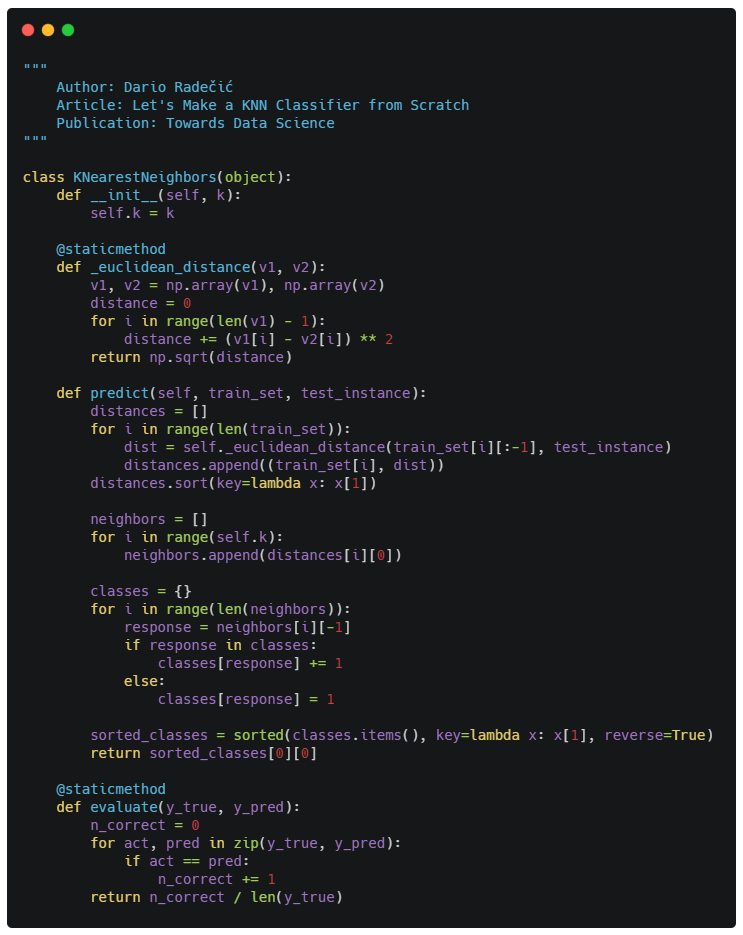 """
    Author: Dario Radečić
    Article: Let's Make a KNN Classifier from Scratch
    Publication: Towards Data Science
"""

class KNearestNeighbors(object):
    def __init__(self, k):
        self.k = k

    @staticmethod
    def _euclidean_distance(v1, v2):
        v1, v2 = np.array(v1), np.array(v2)
        distance = 0
        for i in range(len(v1) - 1):
            distance += (v1[i] - v2[i]) ** 2
        return np.sqrt(distance)

    def predict(self, train_set, test_instance):
        distances = []
        for i in range(len(train_set)):
            dist = self._euclidean_distance(train_set[i][:-1], test_instance)
            distances.append((train_set[i], dist))
        distances.sort(key=lambda x: x[1])

        neighbors = []
        for i in range(self.k):
            neighbors.append(distances[i][0])

        classes = {}
        for i in range(len(neighbors)):
            response = neighbors[i][-1]
            if response in classes:
                classes[response] += 1
            else:
                classes[response] = 1

        sorted_classes = sorted(classes.items(), key=lambda x: x[1], reverse=True)
        return sorted_classes[0][0]

    @staticmethod
    def evaluate(y_true, y_pred):
        n_correct = 0
        for act, pred in zip(y_true, y_pred):
            if act == pred:
                n_correct += 1
        return n_correct / len(y_true)